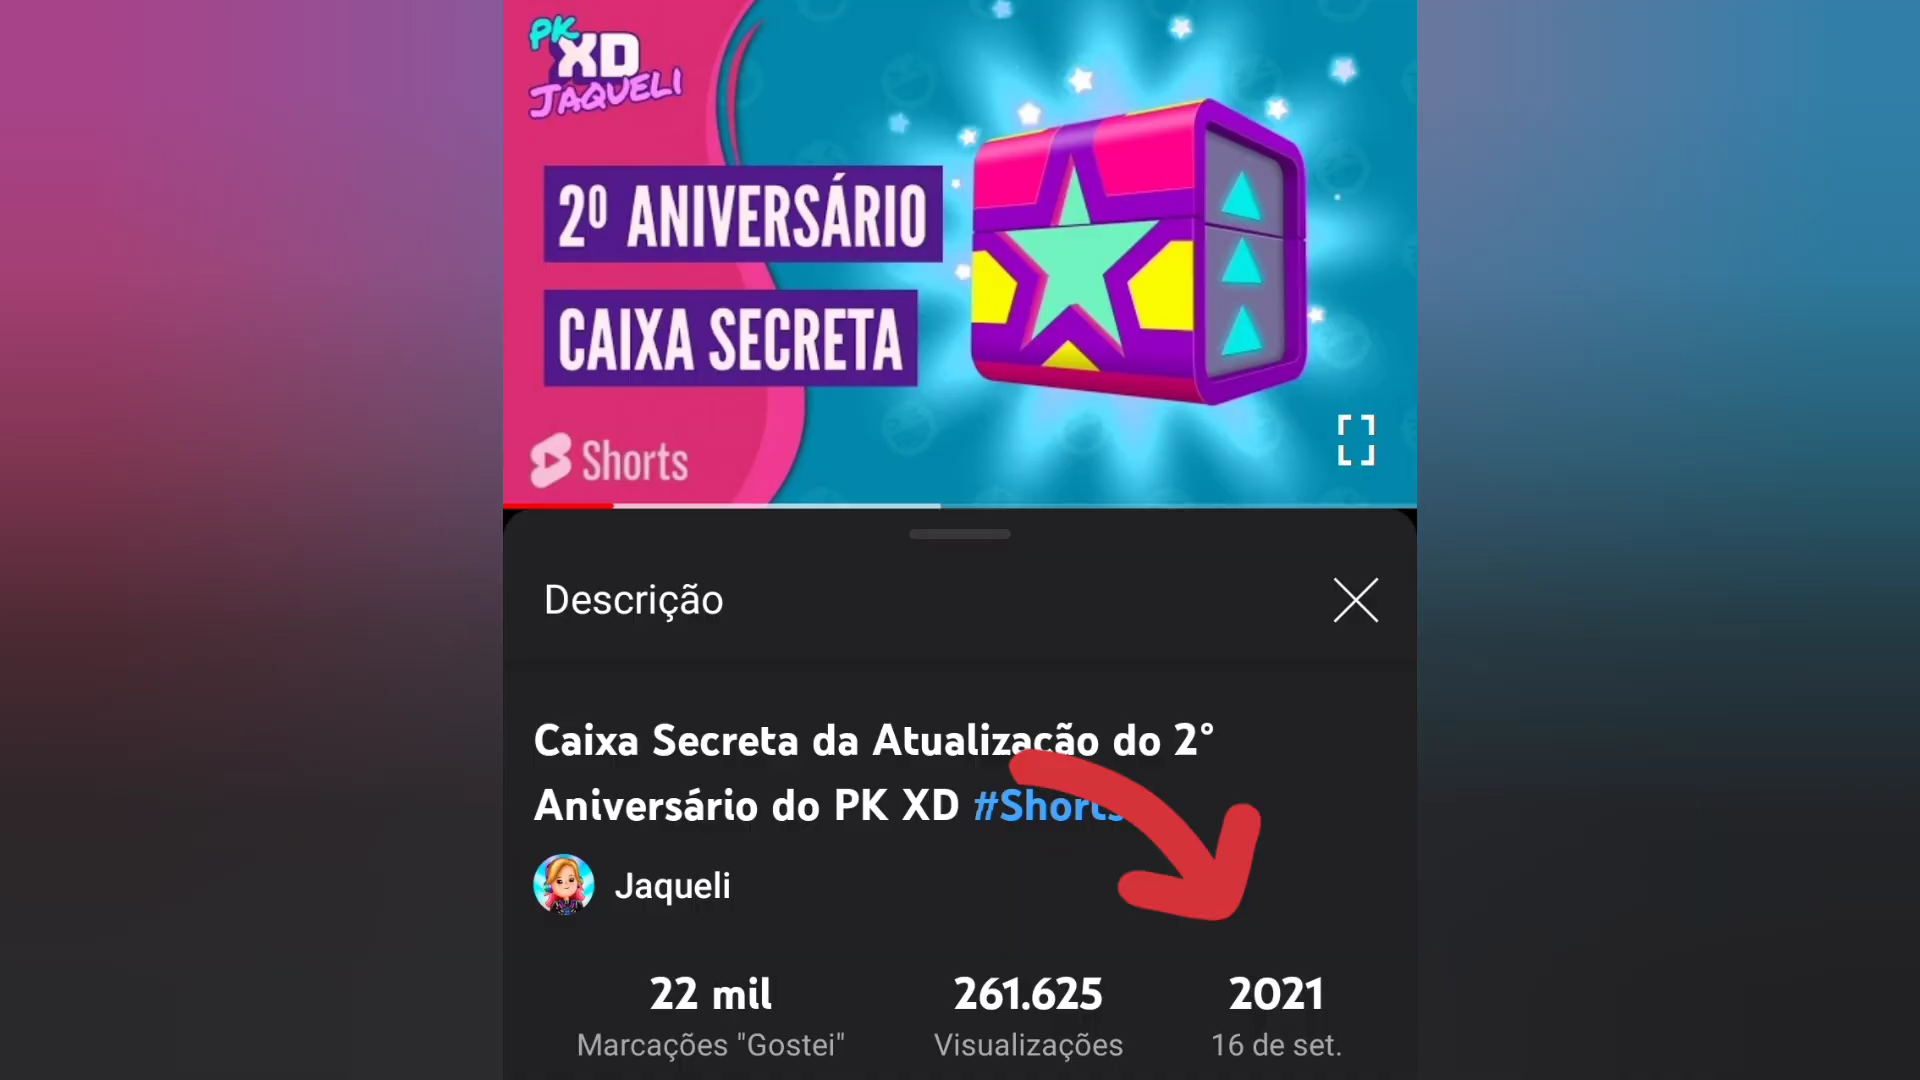 PK
XD
JAQUELI
2º ANIVERSÁRIO
CAIXA SECRETA
Shorts
Descrição
Caixa Secreta da Atualização do 2°
Aniversário do PK XD #Shorts
Jaqueli
22 mil
261.625
2021
Marcações "Gostei"
Visualizações
16 de set.